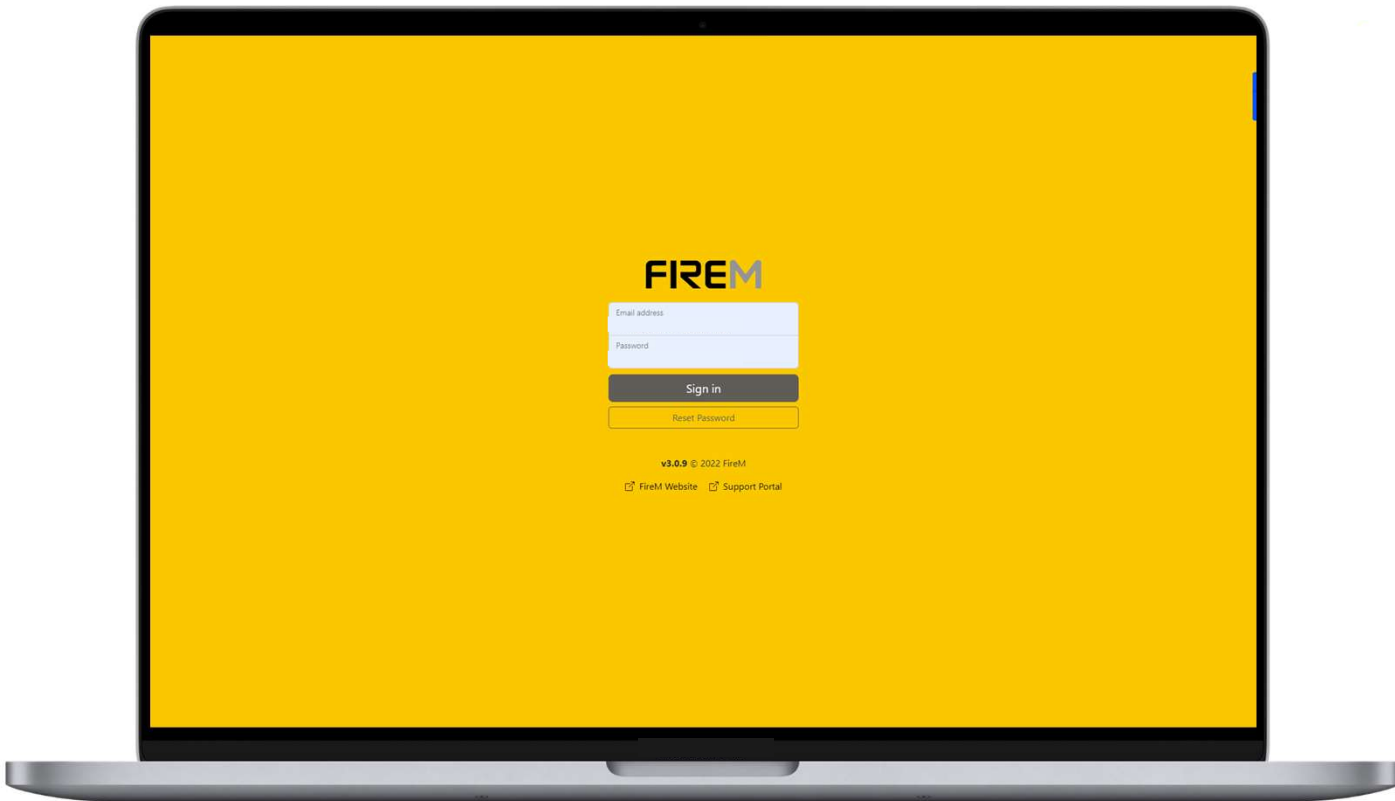 FIREM
Email address
Password
Sign in
Reset Password
v3.0.9 © 2022 FireM
FireM Website Support Portal